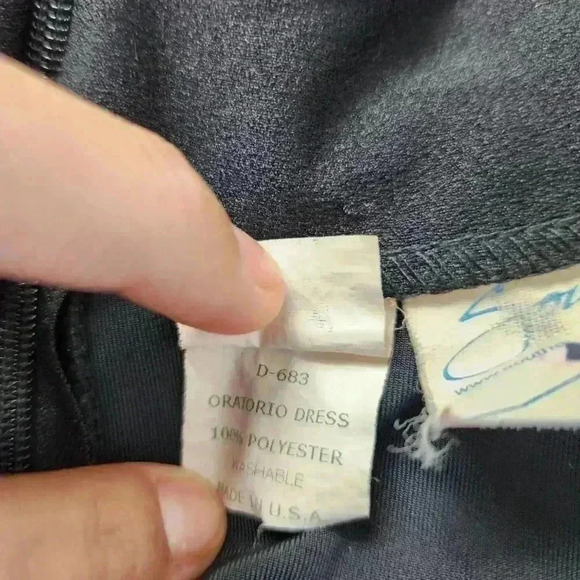 D-683
ORATORIO DRESS
100% POLYESTER
WASHABLE
MADE IN U.S.A